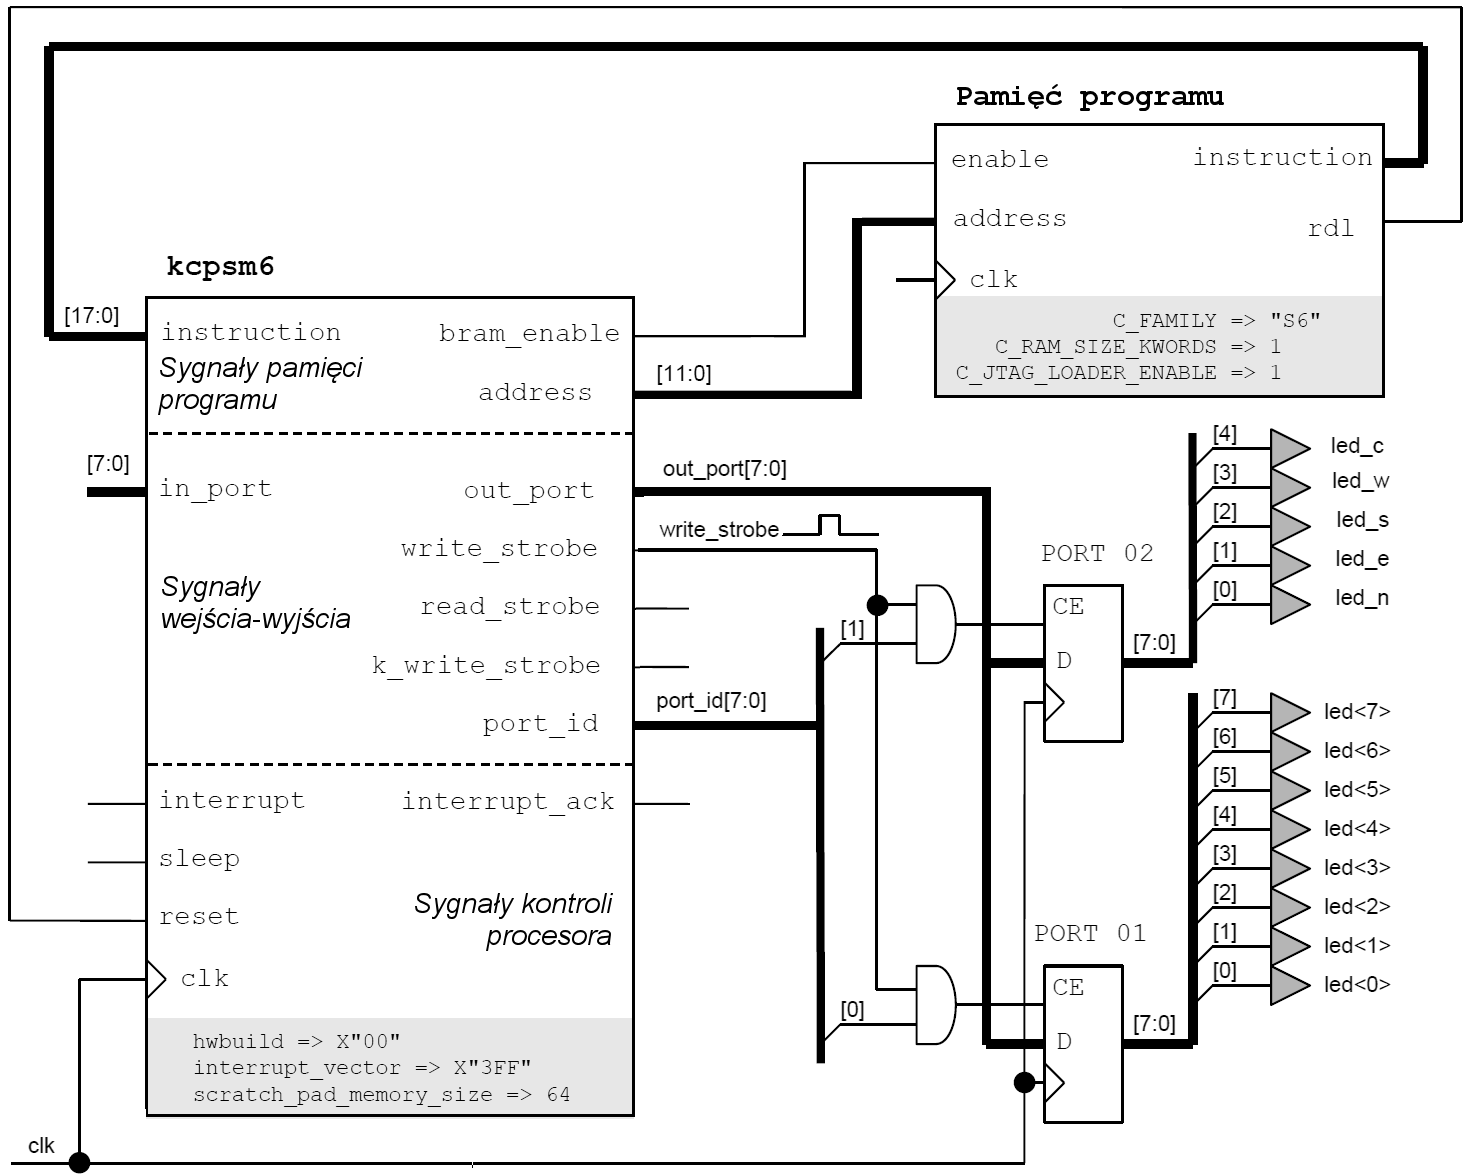 Pamięć programu
enable
instruction
address
rdl
clk
C_FAMILY => "S6"
C_RAM_SIZE_KWORDS => 1
C_JTAG_LOADER_ENABLE => 1
kcpsm6
[17:0]
instruction
bram_enable
Sygnały pamięci
programu
address
[11:0]
[7:0]
in_port
out_port
out_port[7:0]
write_strobe
write_strobe
Sygnały
wejścia-wyjścia
read_strobe
k_write_strobe
port_id
port_id[7:0]
interrupt
interrupt_ack
sleep
reset
Sygnały kontroli
procesora
clk
hwbuild => X"00"
interrupt_vector => X"3FF"
scratch_pad_memory_size => 64
clk
[1]
[0]
PORT 02
CE
D
[7:0]
[4] led_c
[3] led_w
[2] led_s
[1] led_e
[0] led_n
PORT 01
CE
D
[7:0]
[7] led<7>
[6] led<6>
[5] led<5>
[4] led<4>
[3] led<3>
[2] led<2>
[1] led<1>
[0] led<0>